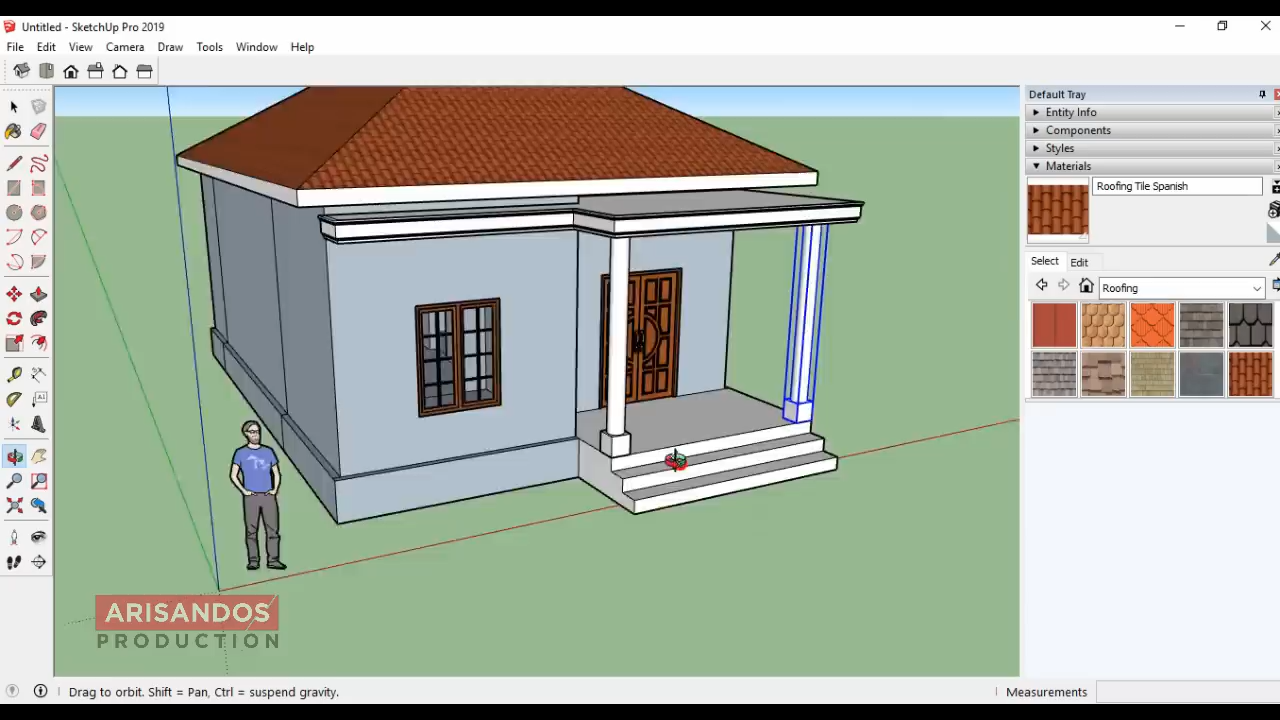 Untitled - SketchUp Pro 2019
File Edit View Camera Draw Tools Window Help
Default Tray
Entity Info
Components
Styles
Materials
Roofing Tile Spanish
Select Edit
Roofing
A1
ARISANDOS
PRODUCTION
Drag to orbit. Shift = Pan, Ctrl = suspend gravity.
Measurements